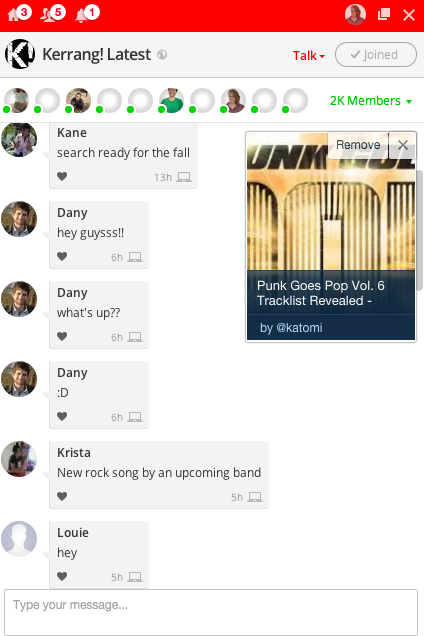 3
5
1
Kerrang! Latest
Talk
Joined
2K Members
Kane
search ready for the fall
13h
Dany
hey guysss!!
6h
Dany
what's up??
6h
Dany
:D
6h
Krista
New rock song by an upcoming band
5h
Louie
hey
5h
Remove
Punk Goes Pop Vol. 6
Tracklist Revealed -
by @katomi
Type your message...